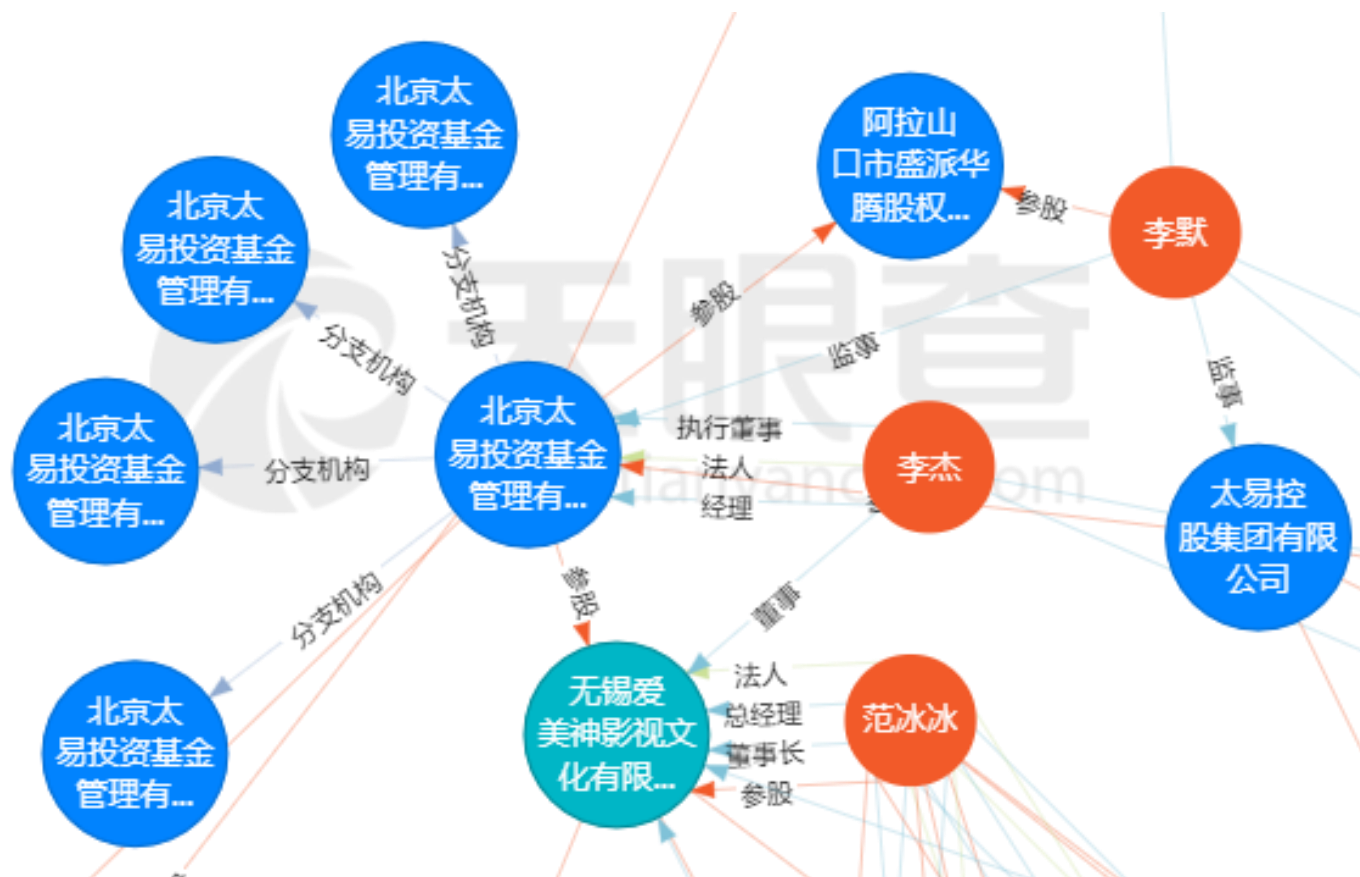 北京太
易投资基金
管理有...
阿拉山
口市盛派华
腾股权...
北京太
易投资基金
管理有...
参股
李默
分支机构
参股
分支机构
监事
监事
北京太
易投资基金
管理有...
北京太
易投资基金
管理有...
执行董事
分支机构
法人
李杰
经理
太易控
股集团有限
公司
天眼查
分支机构
参股
董事
北京太
易投资基金
管理有...
无锡爱
美神影视文
化有限...
法人
总经理
董事长
参股
范冰冰